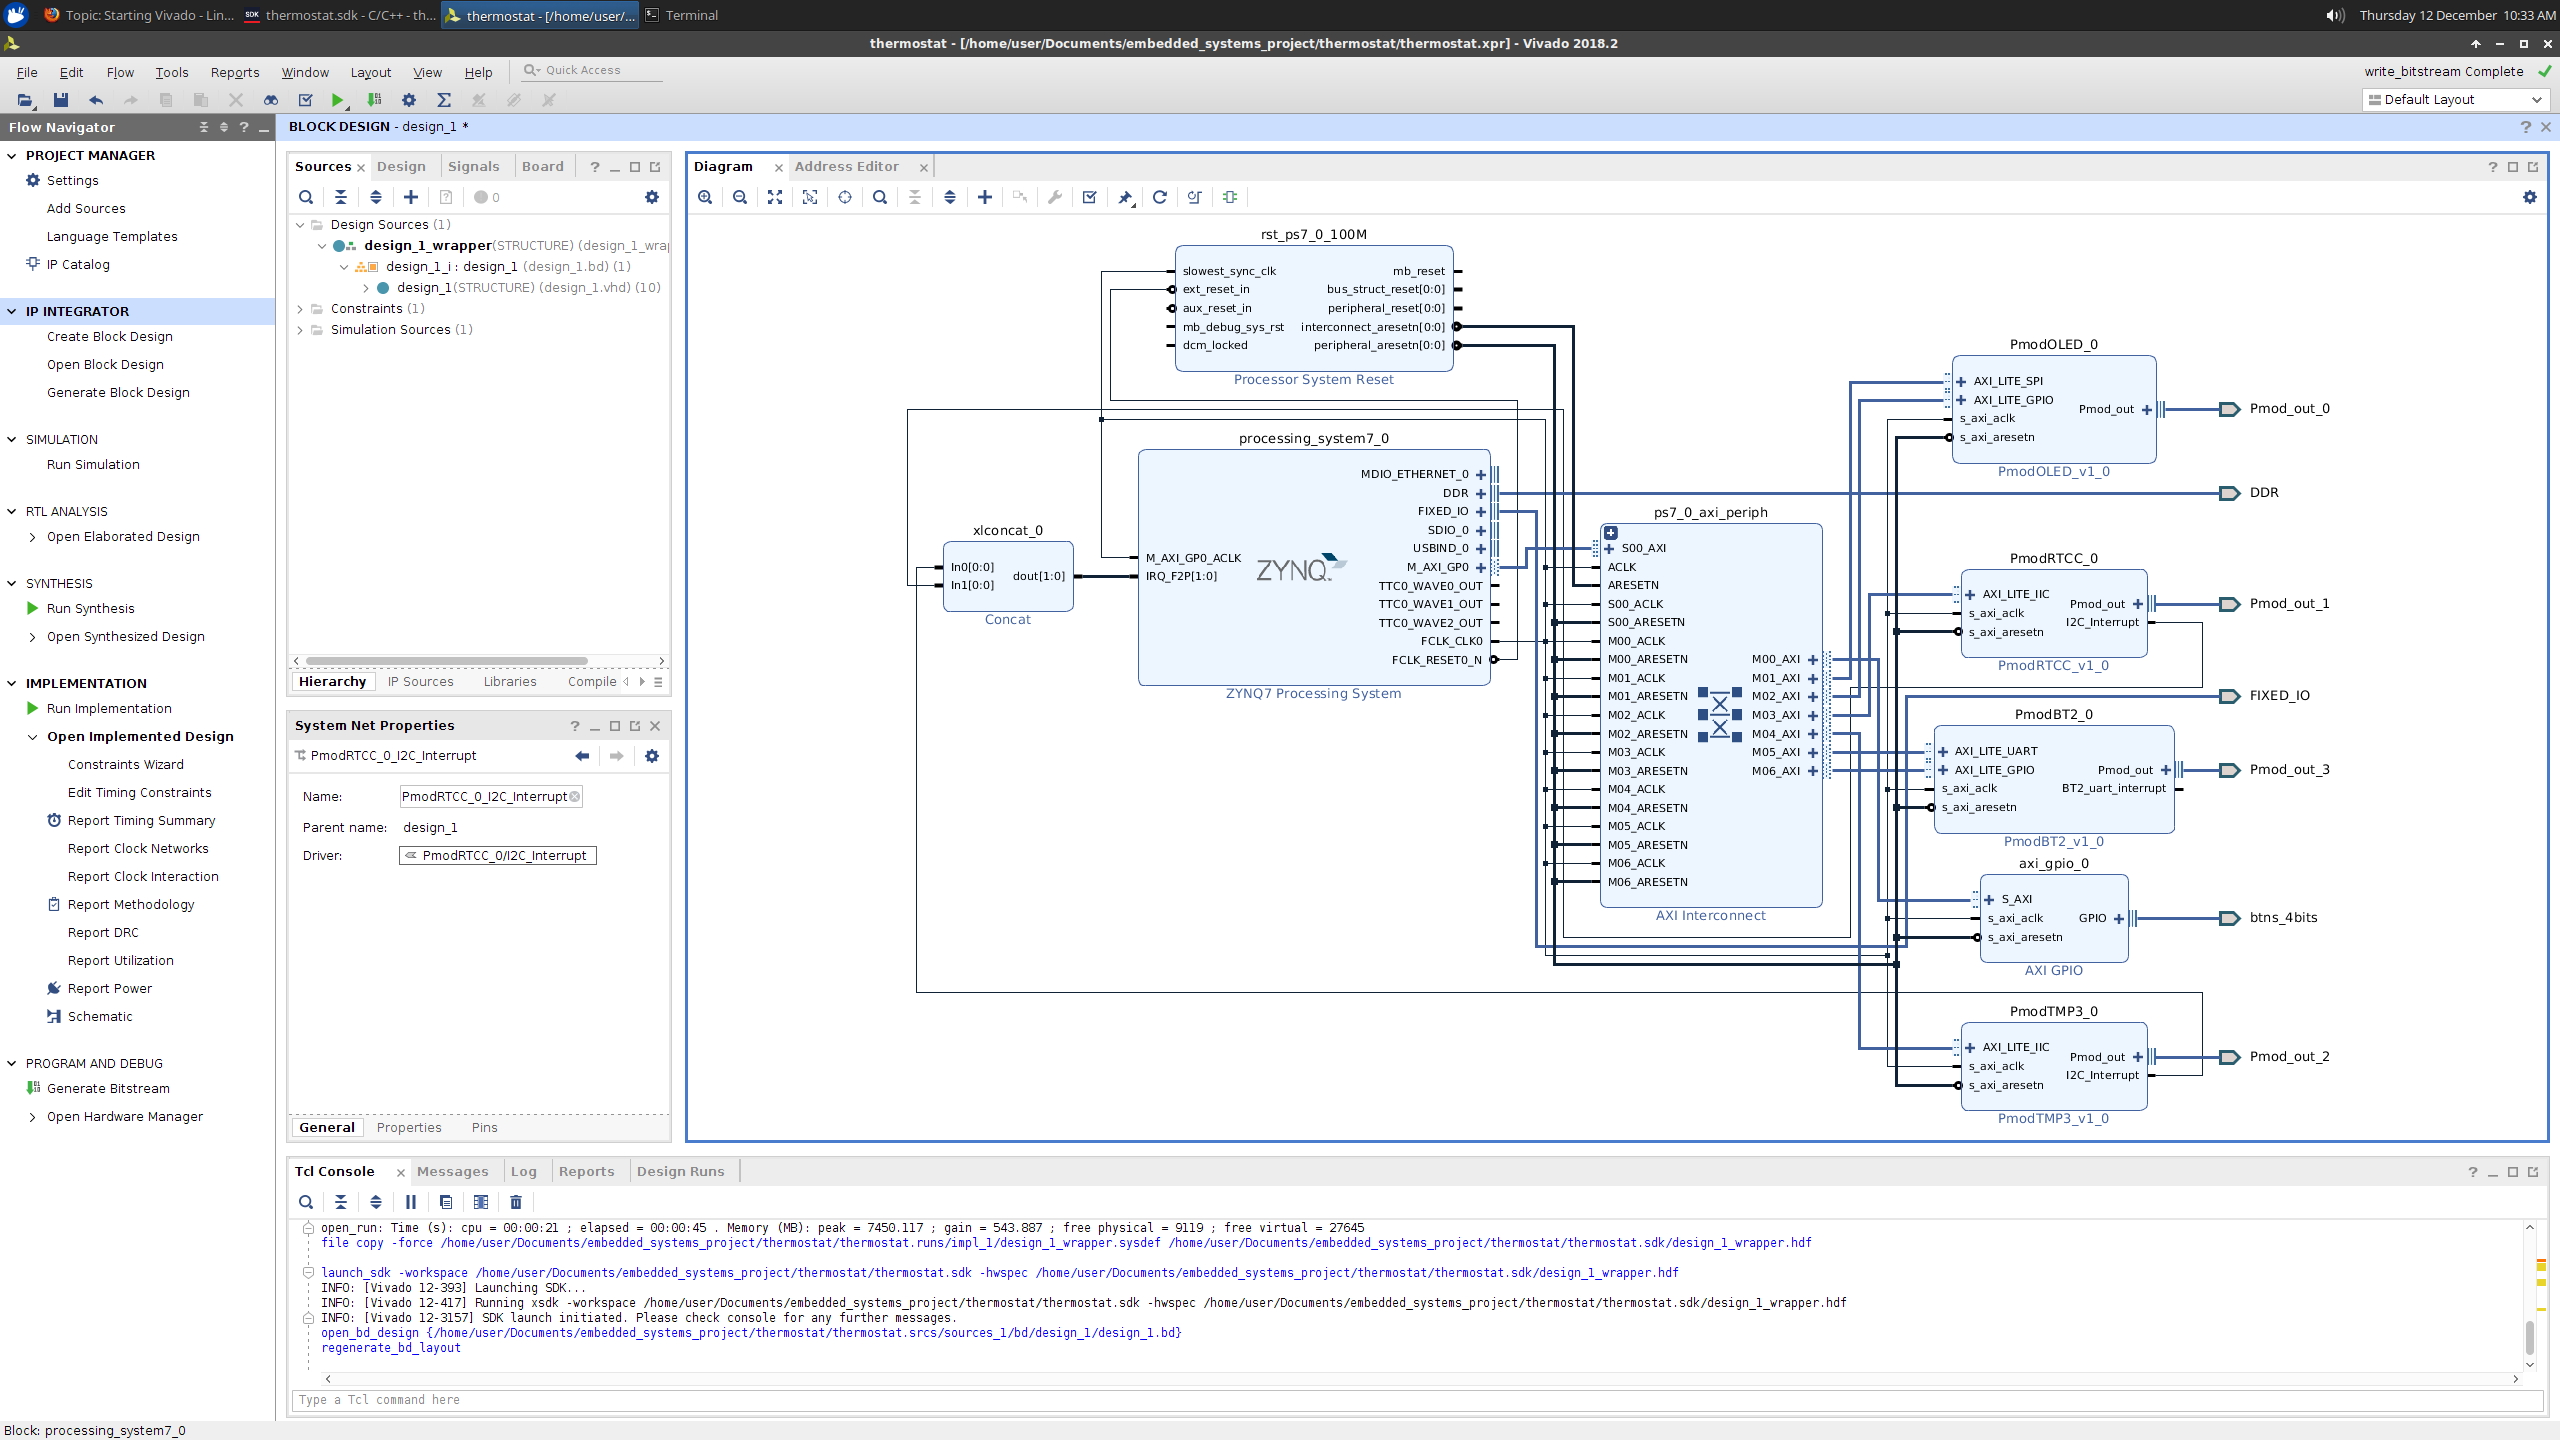 Topic: Starting Vivado - Lin...
SDK thermostat.sdk - C/C++ - th...
thermostat - [/home/user/...
Terminal
Thursday 12 December 10:33 AM
thermostat - [/home/user/Documents/embedded_systems_project/thermostat/thermostat.xpr] - Vivado 2018.2
File Edit Flow Tools Reports Window Layout View Help
Quick Access
write_bitstream Complete
Default Layout
Flow Navigator
PROJECT MANAGER
Settings
Add Sources
Language Templates
IP Catalog
IP INTEGRATOR
Create Block Design
Open Block Design
Generate Block Design
SIMULATION
Run Simulation
RTL ANALYSIS
Open Elaborated Design
SYNTHESIS
Run Synthesis
Open Synthesized Design
IMPLEMENTATION
Run Implementation
Open Implemented Design
Constraints Wizard
Edit Timing Constraints
Report Timing Summary
Report Clock Networks
Report Clock Interaction
Report Methodology
Report DRC
Report Utilization
Report Power
Schematic
PROGRAM AND DEBUG
Generate Bitstream
Open Hardware Manager
BLOCK DESIGN - design_1 *
Sources Design Signals Board
0
Design Sources (1)
design_1_wrapper(STRUCTURE) (design_1_wrap
design_1_i : design_1 (design_1.bd) (1)
design_1(STRUCTURE) (design_1.vhd) (10)
Constraints (1)
Simulation Sources (1)
Hierarchy IP Sources Libraries Compile
System Net Properties
PmodRTCC_0_I2C_Interrupt
Name: PmodRTCC_0_I2C_Interrupt
Parent name: design_1
Driver: PmodRTCC_0/I2C_Interrupt
General Properties Pins
Diagram Address Editor
rst_ps7_0_100M
slowest_sync_clk
ext_reset_in
aux_reset_in
mb_debug_sys_rst
dcm_locked
mb_reset
bus_struct_reset[0:0]
peripheral_reset[0:0]
interconnect_aresetn[0:0]
peripheral_aresetn[0:0]
Processor System Reset
xlconcat_0
In0[0:0]
In1[0:0]
dout[1:0]
Concat
processing_system7_0
M_AXI_GP0_ACLK
IRQ_F2P[1:0]
ZYNQ
MDIO_ETHERNET_0
DDR
FIXED_IO
SDIO_0
USBIND_0
M_AXI_GP0
TTC0_WAVE0_OUT
TTC0_WAVE1_OUT
TTC0_WAVE2_OUT
FCLK_CLK0
FCLK_RESET0_N
ZYNQ7 Processing System
ps7_0_axi_periph
S00_AXI
ACLK
ARESETN
S00_ACLK
S00_ARESETN
M00_ACLK
M00_ARESETN
M01_ACLK
M01_ARESETN
M02_ACLK
M02_ARESETN
M03_ACLK
M03_ARESETN
M04_ACLK
M04_ARESETN
M05_ACLK
M05_ARESETN
M06_ACLK
M06_ARESETN
M00_AXI
M01_AXI
M02_AXI
M03_AXI
M04_AXI
M05_AXI
M06_AXI
AXI Interconnect
PmodOLED_0
AXI_LITE_SPI
AXI_LITE_GPIO
s_axi_aclk
s_axi_aresetn
Pmod_out
PmodOLED_v1_0
Pmod_out_0
DDR
PmodRTCC_0
AXI_LITE_IIC
s_axi_aclk
s_axi_aresetn
Pmod_out
I2C_Interrupt
PmodRTCC_v1_0
Pmod_out_1
FIXED_IO
PmodBT2_0
AXI_LITE_UART
AXI_LITE_GPIO
s_axi_aclk
s_axi_aresetn
Pmod_out
BT2_uart_interrupt
PmodBT2_v1_0
Pmod_out_3
axi_gpio_0
S_AXI
s_axi_aclk
s_axi_aresetn
GPIO
AXI GPIO
btns_4bits
PmodTMP3_0
AXI_LITE_IIC
s_axi_aclk
s_axi_aresetn
Pmod_out
I2C_Interrupt
PmodTMP3_v1_0
Pmod_out_2
Tcl Console Messages Log Reports Design Runs
open_run: Time (s): cpu = 00:00:21 ; elapsed = 00:00:45 . Memory (MB): peak = 7450.117 ; gain = 543.887 ; free physical = 9119 ; free virtual = 27645
file copy -force /home/user/Documents/embedded_systems_project/thermostat/thermostat.runs/impl_1/design_1_wrapper.sysdef /home/user/Documents/embedded_systems_project/thermostat/thermostat.sdk/design_1_wrapper.hdf
launch_sdk -workspace /home/user/Documents/embedded_systems_project/thermostat/thermostat.sdk -hwspec /home/user/Documents/embedded_systems_project/thermostat/thermostat.sdk/design_1_wrapper.hdf
INFO: [Vivado 12-393] Launching SDK...
INFO: [Vivado 12-417] Running xsdk -workspace /home/user/Documents/embedded_systems_project/thermostat/thermostat.sdk -hwspec /home/user/Documents/embedded_systems_project/thermostat/thermostat.sdk/design_1_wrapper.hdf
INFO: [Vivado 12-3157] SDK launch initiated. Please check console for any further messages.
open_bd_design {/home/user/Documents/embedded_systems_project/thermostat/thermostat.srcs/sources_1/bd/design_1/design_1.bd}
regenerate_bd_layout
Type a Tcl command here
Block: processing_system7_0